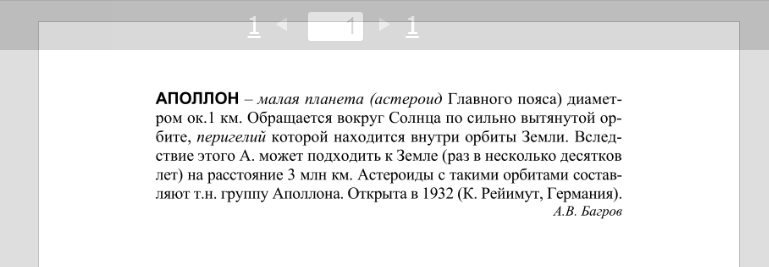 1 1 1
АПОЛЛОН – малая планета (астероид Главного пояса) диамет-
ром ок.1 км. Обращается вокруг Солнца по сильно вытянутой ор-
бите, перигелий которой находится внутри орбиты Земли. Вслед-
ствие этого А. может подходить к Земле (раз в несколько десятков
лет) на расстояние 3 млн км. Астероиды с такими орбитами состав-
ляют т.н. группу Аполлона. Открыта в 1932 (К. Рейимут, Германия).
А.В. Багров